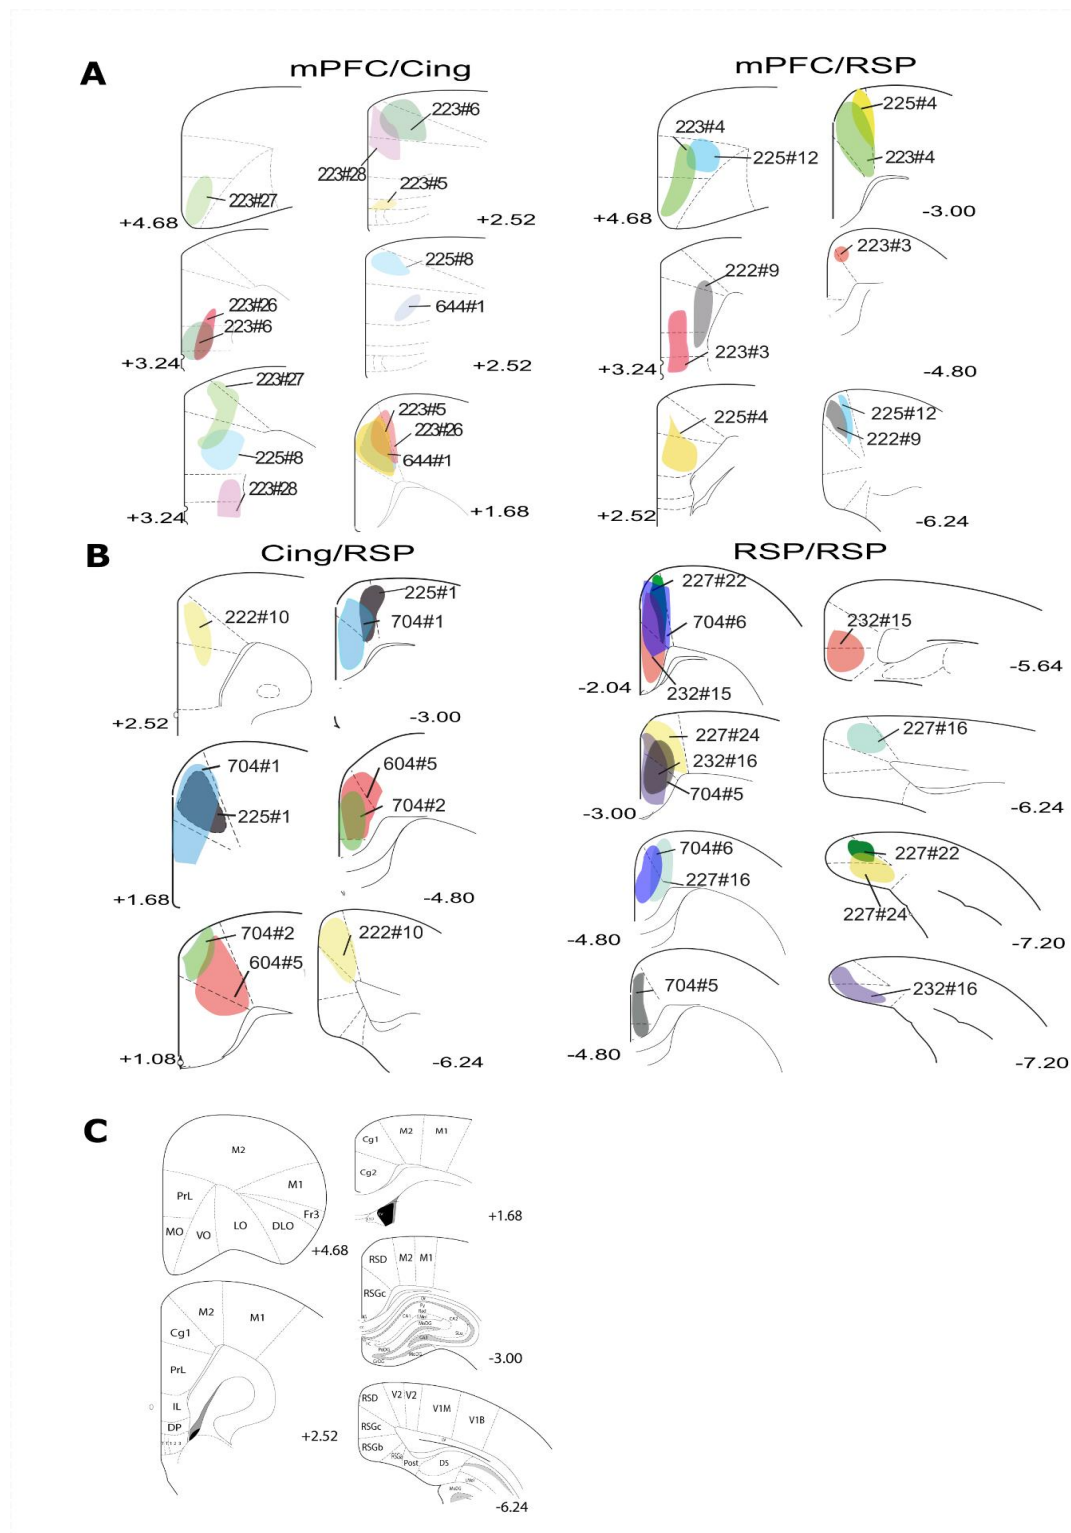 A
mPFC/Cing
mPFC/RSP
223#27
+4.68
223#6
223#28
223#5
+2.52
223#4
225#12
+4.68
225#4
223#4
-3.00
223#26
223#6
+3.24
225#8
644#1
+2.52
222#9
223#3
+3.24
223#3
-4.80
223#27
225#8
223#28
+3.24
223#5
223#26
644#1
+1.68
225#4
+2.52
225#12
222#9
-6.24
B
Cing/RSP
RSP/RSP
222#10
+2.52
225#1
704#1
-3.00
227#22
704#6
232#15
-2.04
232#15
-5.64
704#1
225#1
+1.68
604#5
704#2
-4.80
227#24
232#16
704#5
-3.00
227#16
-6.24
704#6
227#16
-4.80
227#22
227#24
-7.20
704#2
604#5
+1.08
222#10
-6.24
704#5
-4.80
232#16
-7.20
C
M2
M1
PrL
Fr3
MO
VO
LO
DLO
+4.68
Cg1
M2
M1
Cg2
+1.68
M2
M1
Cg1
PrL
IL
DP
+2.52
RSD
M2
M1
RSGc
-3.00
RSD
V2
V2
V1M
V1B
RSGc
RSGb
Post
DS
-6.24